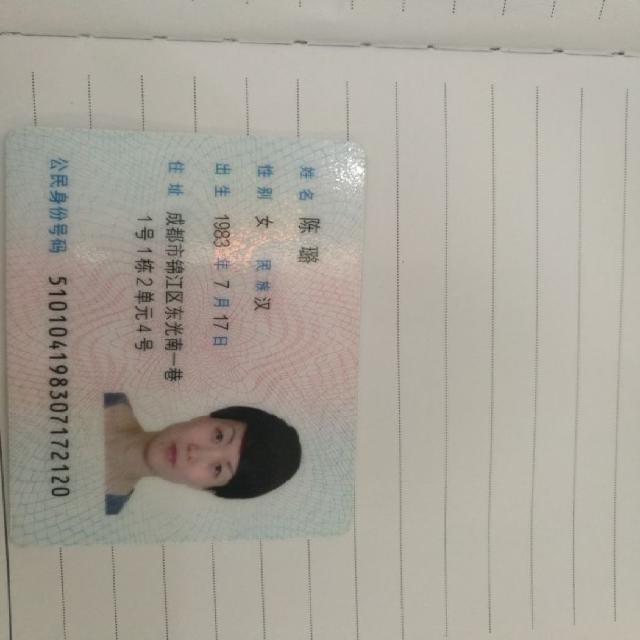 姓名 陈璐
性别 女 民族 汉
出生 1983 年 7 月 17 日
住址 成都市锦江区东光南一巷
1号1栋2单元4号
公民身份号码 510104198307172120